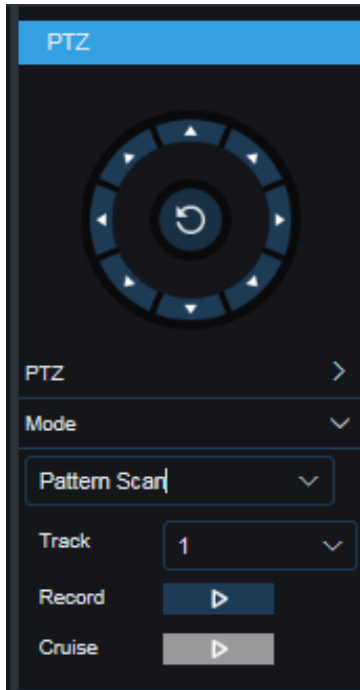 PTZ
PTZ
Mode
Pattern Scan
Track 1
Record
Cruise